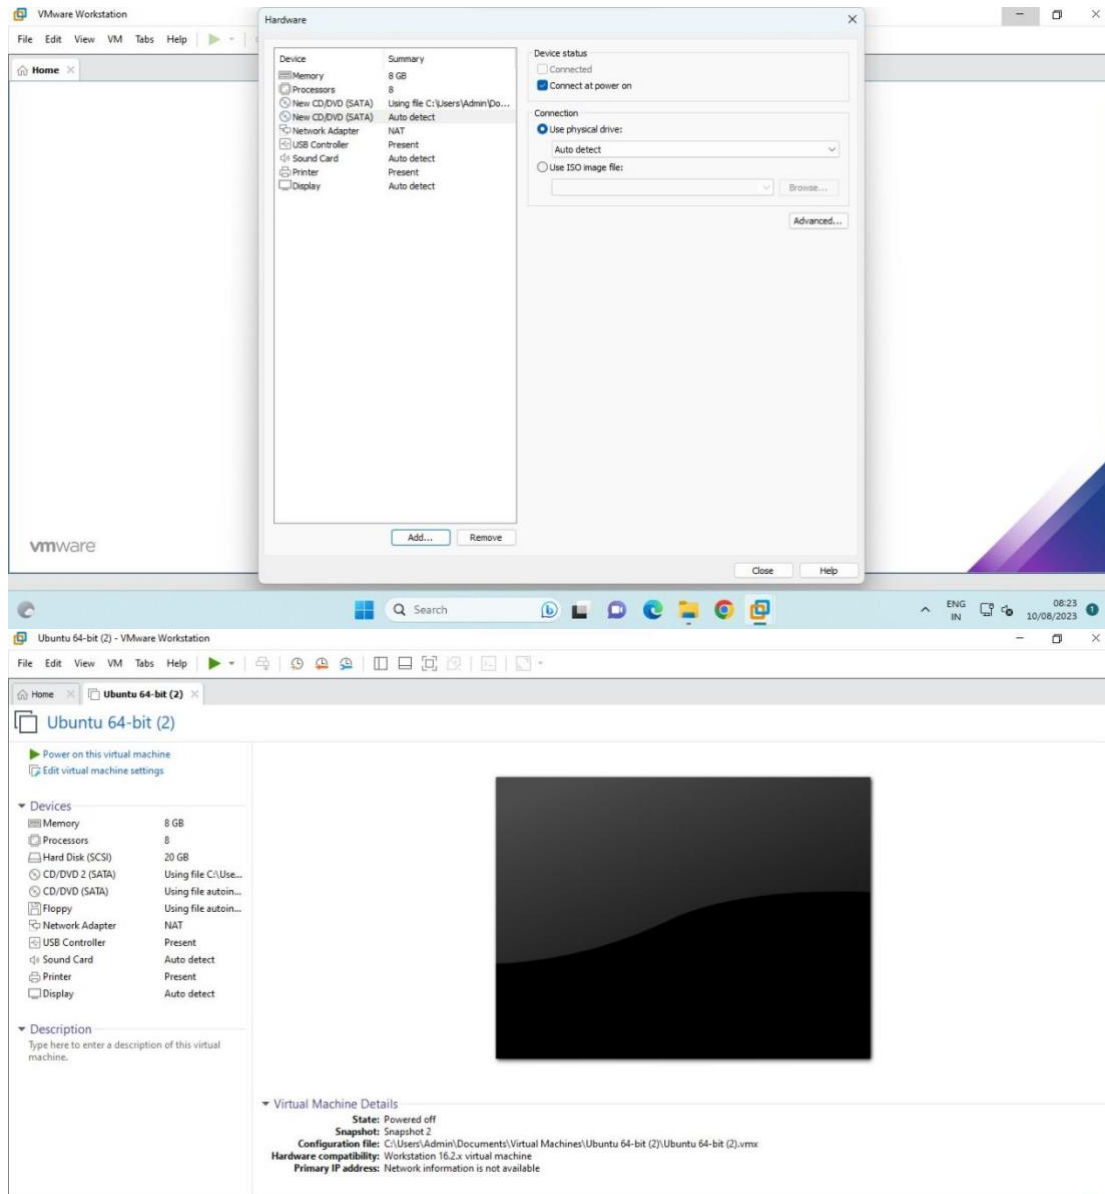 VMware Workstation
File Edit View VM Tabs Help
Home
Hardware
Device Summary
Memory 8 GB
Processors 8
New CD/DVD (SATA) Using file C:\Users\Admin\Do...
New CD/DVD (SATA) Auto detect
Network Adapter NAT
USB Controller Present
Sound Card Auto detect
Printer Present
Display Auto detect
Add... Remove
Device status
Connected
Connect at power on
Connection
Use physical drive:
Auto detect
Use ISO image file:
Browse...
Advanced...
Close Help
vmware
Search
ENG
IN
08:23
10/08/2023
1
Ubuntu 64-bit (2) - VMware Workstation
File Edit View VM Tabs Help
Home Ubuntu 64-bit (2)
Ubuntu 64-bit (2)
Power on this virtual machine
Edit virtual machine settings
Devices
Memory 8 GB
Processors 8
Hard Disk (SCSI) 20 GB
CD/DVD 2 (SATA) Using file C:\Use...
CD/DVD (SATA) Using file autoin...
Floppy Using file autoin...
Network Adapter NAT
USB Controller Present
Sound Card Auto detect
Printer Present
Display Auto detect
Description
Type here to enter a description of this virtual
machine.
Virtual Machine Details
State: Powered off
Snapshot: Snapshot 2
Configuration file: C:\Users\Admin\Documents\Virtual Machines\Ubuntu 64-bit (2)\Ubuntu 64-bit (2).vmx
Hardware compatibility: Workstation 16.2.x virtual machine
Primary IP address: Network information is not available